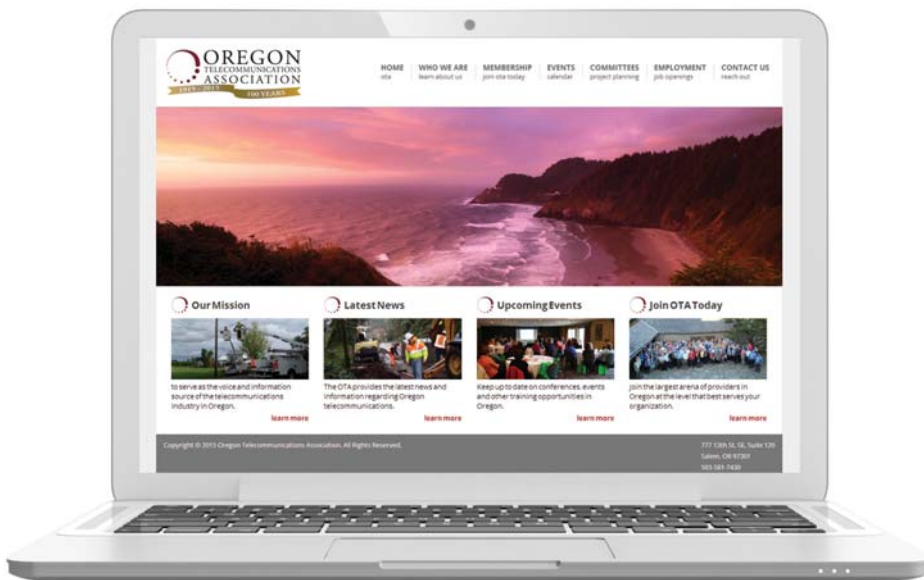 OREGON
TELECOMMUNICATIONS
ASSOCIATION
1915 - 2015
100 YEARS
HOME
ota
WHO WE ARE
learn about us
MEMBERSHIP
join ota today
EVENTS
calendar
COMMITTEES
project planning
EMPLOYMENT
job openings
CONTACT US
reach out
Our Mission
to serve as the voice and information
source of the telecommunications
industry in Oregon.
learn more
Latest News
The OTA provides the latest news and
information regarding Oregon
telecommunications.
learn more
Upcoming Events
Keep up to date on conferences, events
and other training opportunities in
Oregon.
learn more
Join OTA Today
Join the largest arena of providers in
Oregon at the level that best serves your
organization.
learn more
Copyright © 2015 Oregon Telecommunications Association. All Rights Reserved.
777 13th St. SE, Suite 120
Salem, OR 97301
503-581-7430